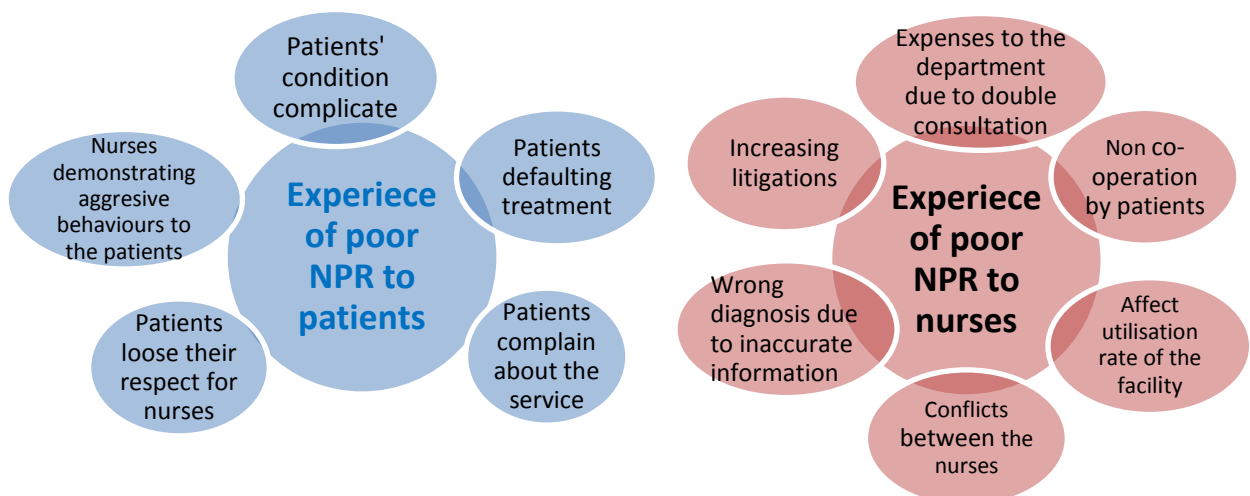 Patients'
condition
complicate
Nurses
demonstrating
aggresive
behaviours to
the patients
Experiece
of poor
NPR to
patients
Patients
defaulting
treatment
Patients
loose their
respect for
nurses
Patients
complain
about the
service
Expenses to the
department
due to double
consultation
Increasing
litigations
Experiece
of poor
NPR to
nurses
Non co-
operation
by patients
Wrong
diagnosis due
to inaccurate
information
Affect
utilisation
rate of the
facility
Conflicts
between the
nurses